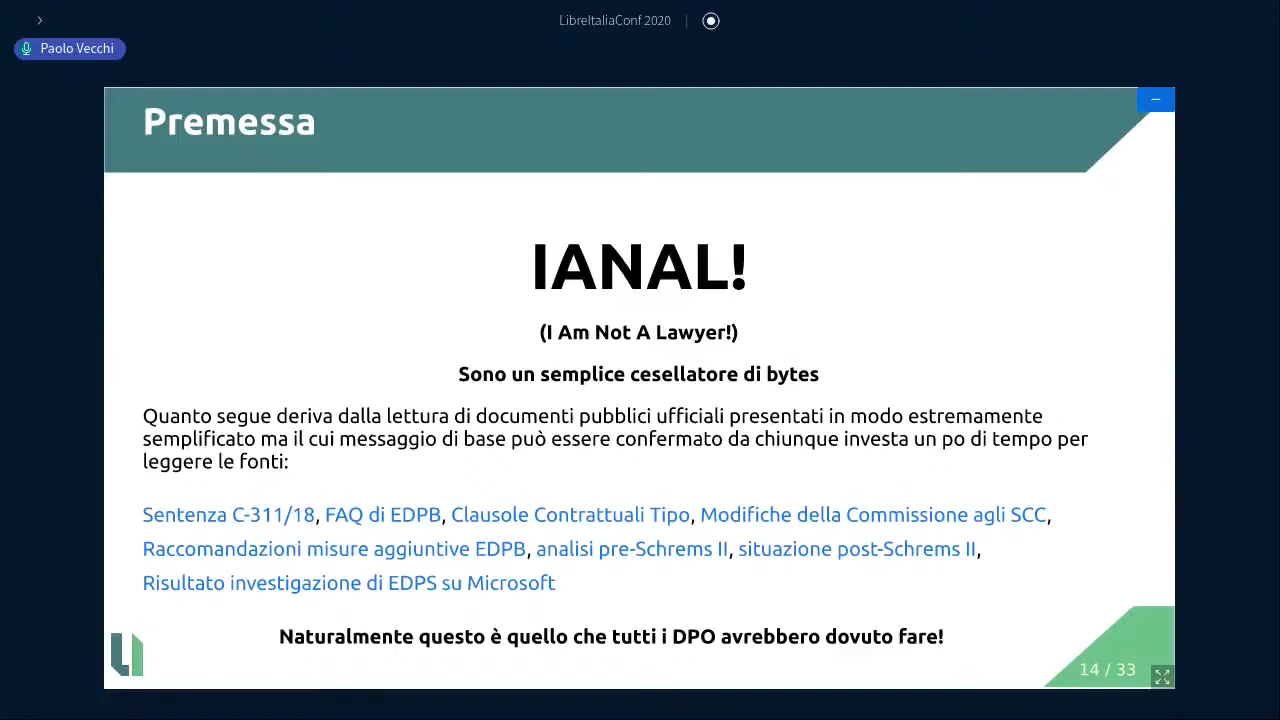 LibreItaliaConf 2020
Paolo Vecchi
Premessa
IANAL!
(I Am Not A Lawyer!)
Sono un semplice cesellatore di bytes
Quanto segue deriva dalla lettura di documenti pubblici ufficiali presentati in modo estremamente
semplificato ma il cui messaggio di base può essere confermato da chiunque investa un po di tempo per
leggere le fonti:
Sentenza C-311/18, FAQ di EDPB, Clausole Contrattuali Tipo, Modifiche della Commissione agli SCC,
Raccomandazioni misure aggiuntive EDPB, analisi pre-Schrems II, situazione post-Schrems II,
Risultato investigazione di EDPS su Microsoft
Naturalmente questo è quello che tutti i DPO avrebbero dovuto fare!
14 / 33